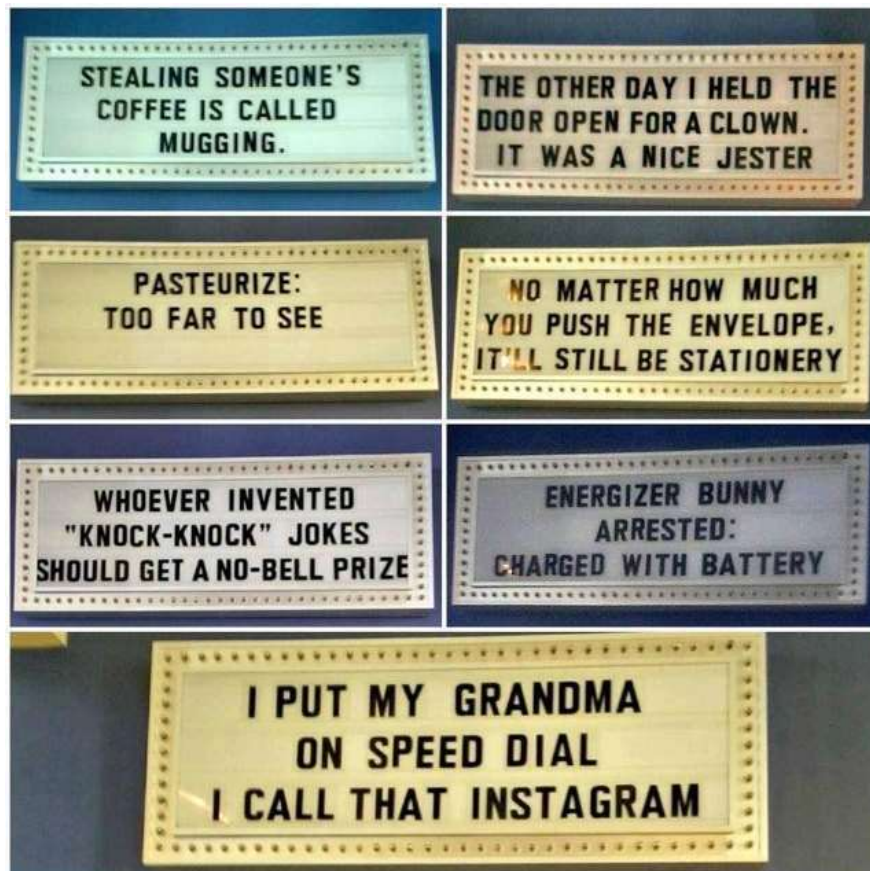 STEALING SOMEONE'S
COFFEE IS CALLED
MUGGING.
THE OTHER DAY I HELD THE
DOOR OPEN FOR A CLOWN.
IT WAS A NICE JESTER
PASTEURIZE:
TOO FAR TO SEE
NO MATTER HOW MUCH
YOU PUSH THE ENVELOPE,
IT'LL STILL BE STATIONERY
WHOEVER INVENTED
"KNOCK-KNOCK" JOKES
SHOULD GET A NO-BELL PRIZE
ENERGIZER BUNNY
ARRESTED:
CHARGED WITH BATTERY
I PUT MY GRANDMA
ON SPEED DIAL
I CALL THAT INSTAGRAM